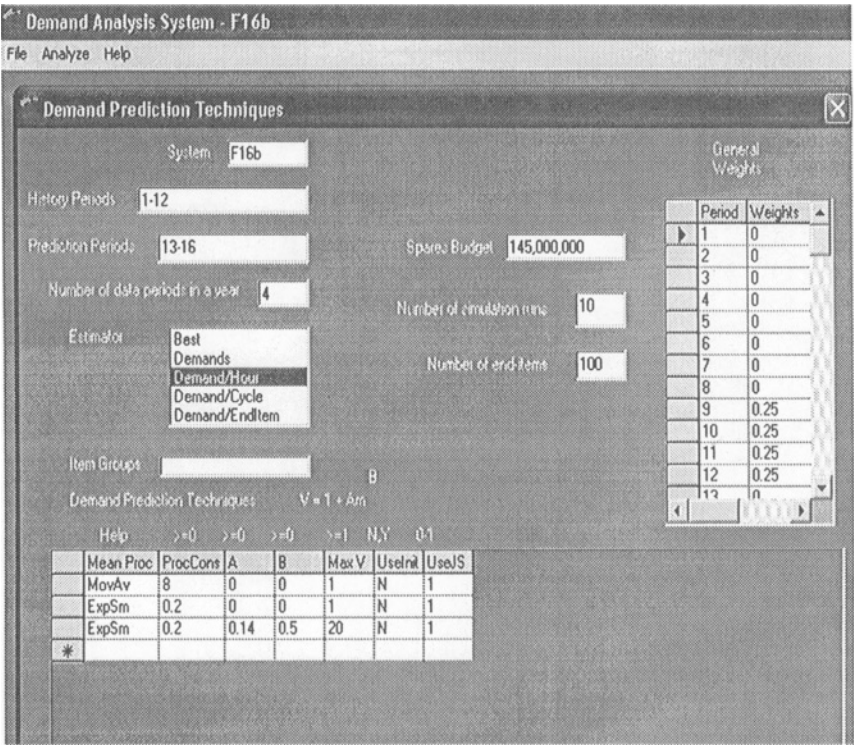 Demand Analysis System - F16b
File Analyze Help
Demand Prediction Techniques
System F16b
General
Weights
History Periods 1-12
Prediction Periods 13-16
Spares Budget 145,000,000
Number of data periods in a year 4
Number of simulation runs 10
Estimator
Best
Demands
Demand/Hour
Demand/Cycle
Demand/EndItem
Number of end-items 100
Period Weights
1 0
2 0
3 0
4 0
5 0
6 0
7 0
8 0
9 0.25
10 0.25
11 0.25
12 0.25
13 0
Item Groups
B
Demand Prediction Techniques V = 1 + Am
Help >=0 >=0 >=0 >=1 N,Y 0-1
Mean Proc ProcCons A B Max V UseInit UseJS
MovAv 8 0 0 1 N 1
ExpSm 0.2 0 0 1 N 1
ExpSm 0.2 0.14 0.5 20 N 1
*